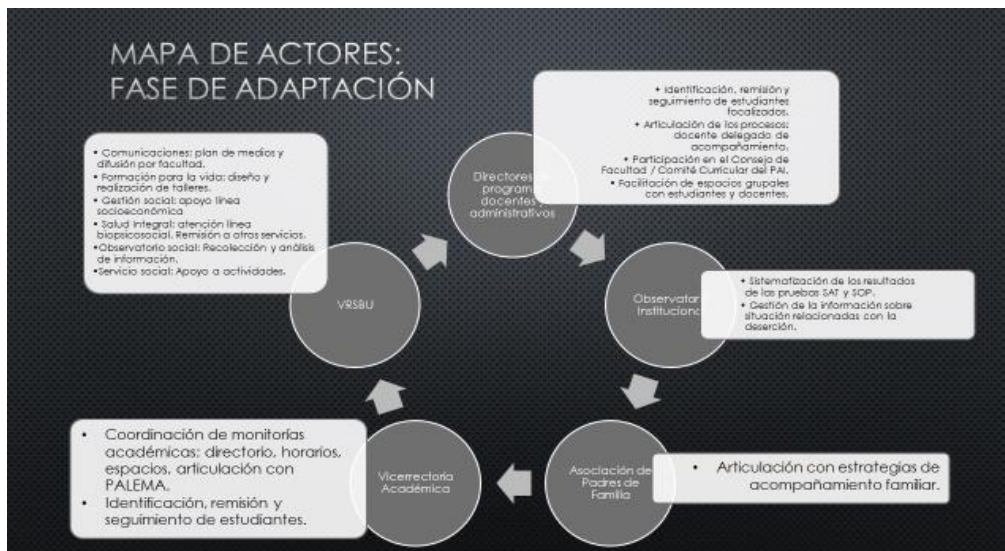 MAPA DE ACTORES:
FASE DE ADAPTACIÓN
• Comunicaciones: plan de medios y
difusión por facultad.
• Formación para la vida: diseño y
realización de talleres.
• Gestión social: apoyo línea
socioeconómica
• Salud Integral: atención línea
biopsicosocial. Remisión a otros servicios.
•Observatorio social: Recolección y análisis
de información.
•Servicio social: Apoyo a actividades.
VRSBU
• Identificación, remisión y
seguimiento de estudiantes
focalizados.
• Articulación de los procesos:
docente delegado de
acompañamiento.
• Participación en el Consejo de
Facultad / Comité Curricular del PAI.
• Facilitación de espacios grupales
con estudiantes y docentes.
Directores
programa
docentes y
administrativos
• Sistematización de los resultados
de las pruebas SAT y SOP.
• Gestión de la información sobre
situación relacionadas con la
deserción.
Observator
Instituciona
• Articulación con estrategias de
acompañamiento familiar.
Asociación de
Padres de
Familia
• Coordinación de monitorías
académicas: directorio, horarios,
espacios, articulación con
PALEMA.
• Identificación, remisión y
seguimiento de estudiantes.
Vicerrectoría
Académica